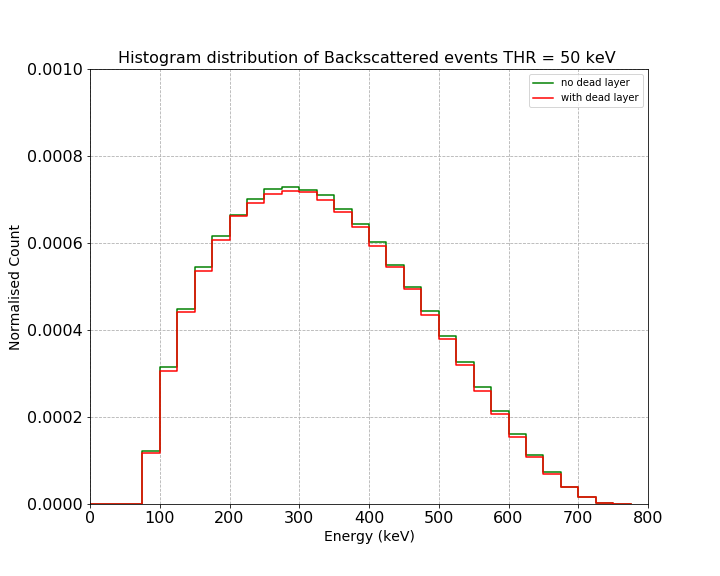 Histogram distribution of Backscattered events THR = 50 keV
0.0010
0.0008
0.0006
0.0004
0.0002
0.0000
Normalised Count
no dead layer
with dead layer
0 100 200 300 400 500 600 700 800
Energy (keV)